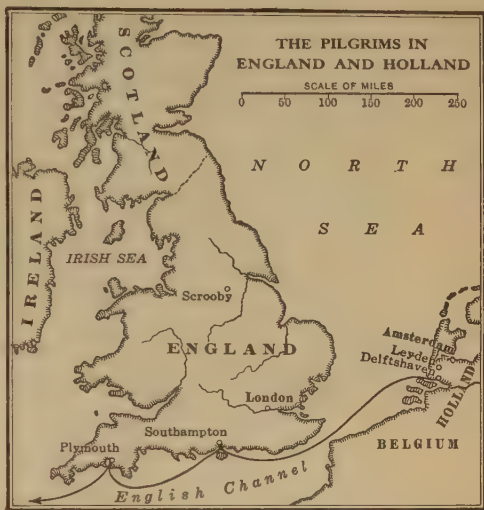 THE PILGRIMS IN
ENGLAND AND HOLLAND
SCALE OF MILES
0 50 100 150 200 250
SCOTLAND
NORTH
SEA
IRELAND
IRISH SEA
Scrooby
ENGLAND
Amsterdam
Leyden
Delftshaven
HOLLAND
London
Southampton
Plymouth
BELGIUM
English Channel